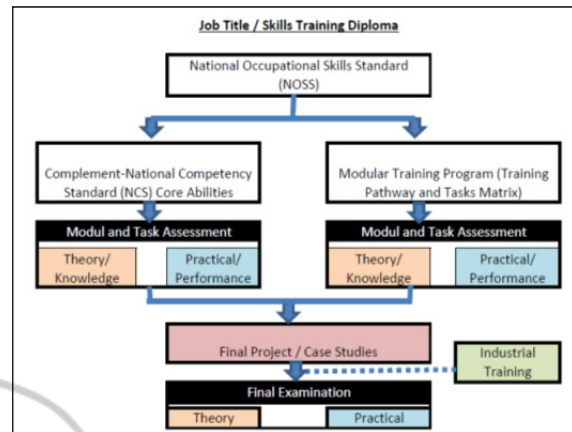 Job Title / Skills Training Diploma
National Occupational Skills Standard
(NOSS)
Complement-National Competency
Standard (NCS) Core Abilities
Modular Training Program (Training
Pathway and Tasks Matrix)
Modul and Task Assessment
Modul and Task Assessment
Theory/
Knowledge
Practical/
Performance
Theory/
Knowledge
Practical/
Performance
Final Project / Case Studies
Industrial
Training
Final Examination
Theory
Practical